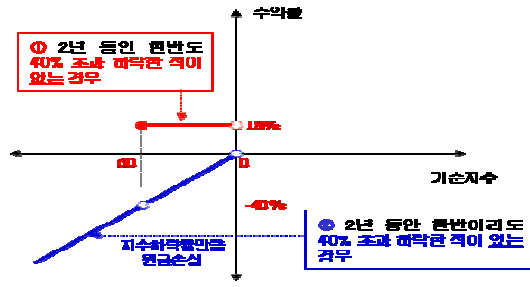 수익률
① 2년 동안 한번도
40% 초과 하락한 적이
없는 경우
60
0
기준지수
-40%
② 2년 동안 한번이라도
40% 초과 하락한 적이 있는
경우
지수하락률만큼
원금손실